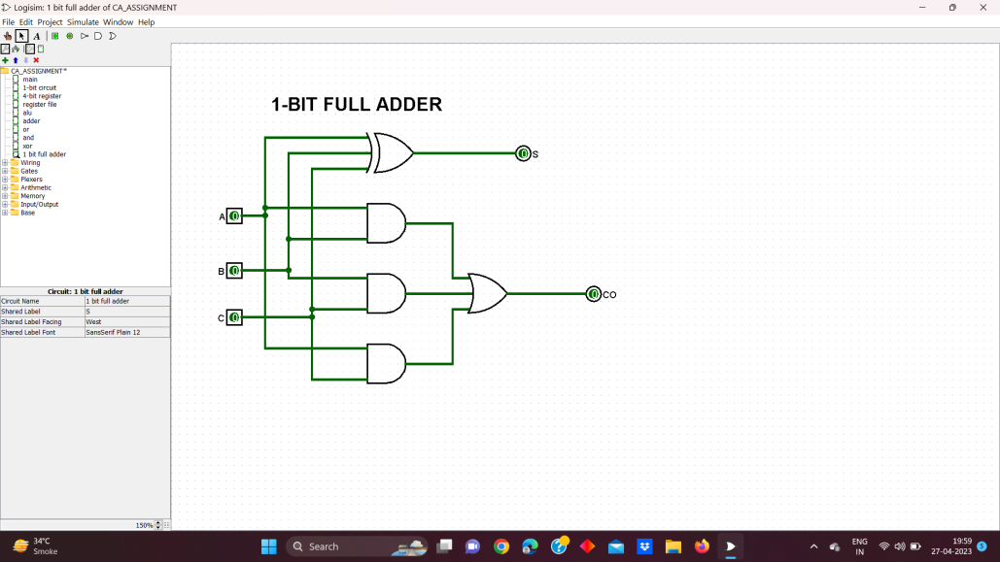 Logisim: 1 bit full adder of CA_ASSIGNMENT
File Edit Project Simulate Window Help
A
CA_ASSIGNMENT*
main
1-bit circuit
4-bit register
register file
alu
adder
or
and
xor
1 bit full adder
Wiring
Gates
Plexers
Arithmetic
Memory
Input/Output
Base
Circuit: 1 bit full adder
Circuit Name 1 bit full adder
Shared Label S
Shared Label Facing West
Shared Label Font SansSerif Plain 12
150%
1-BIT FULL ADDER
0 S
A 0
B 0
C 0
0 CO
34°C
Smoke
Search
ENG
IN
19:59
27-04-2023
5